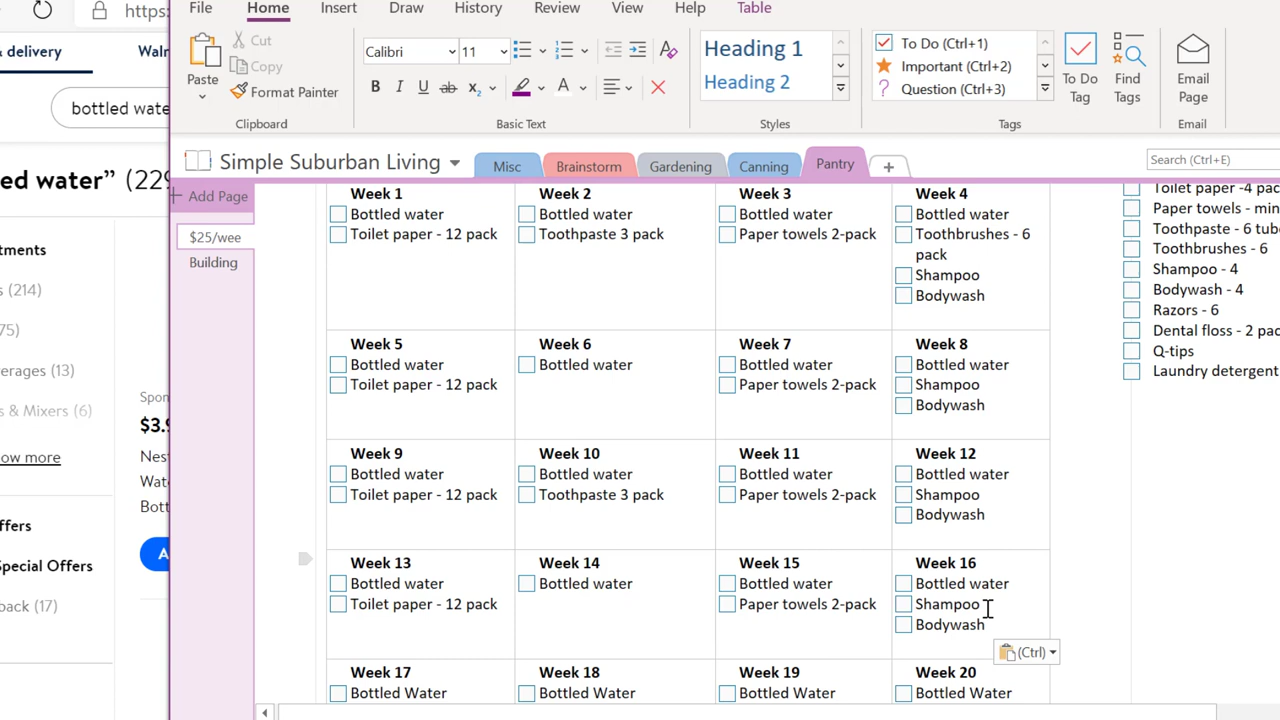 https:
& delivery
Waln
bottled wate
ed water” (229
tments
s (214)
75)
erages (13)
s & Mixers (6)
ow more
ffers
pecial Offers
pack (17)
Spon
$3.9
Nes
Wat
Bott
A
File Home Insert Draw History Review View Help Table
Paste
Cut
Copy
Format Painter
Clipboard
Calibri 11
B I U ab x₂ A
Basic Text
Heading 1
Heading 2
Styles
To Do (Ctrl+1)
Important (Ctrl+2)
? Question (Ctrl+3)
To Do Tag
Find Tags
Tags
Email Page
Email
Simple Suburban Living
Misc Brainstorm Gardening Canning Pantry +
Search (Ctrl+E)
+ Add Page
$25/wee
Building
Week 1
Bottled water
Toilet paper - 12 pack
Week 2
Bottled water
Toothpaste 3 pack
Week 3
Bottled water
Paper towels 2-pack
Week 4
Bottled water
Toothbrushes - 6
pack
Shampoo
Bodywash
Week 5
Bottled water
Toilet paper - 12 pack
Week 6
Bottled water
Week 7
Bottled water
Paper towels 2-pack
Week 8
Bottled water
Shampoo
Bodywash
Week 9
Bottled water
Toilet paper - 12 pack
Week 10
Bottled water
Toothpaste 3 pack
Week 11
Bottled water
Paper towels 2-pack
Week 12
Bottled water
Shampoo
Bodywash
Week 13
Bottled water
Toilet paper - 12 pack
Week 14
Bottled water
Week 15
Bottled water
Paper towels 2-pack
Week 16
Bottled water
Shampoo
Bodywash
(Ctrl)
Week 17
Bottled Water
Week 18
Bottled Water
Week 19
Bottled Water
Week 20
Bottled Water
Toilet paper -4 pac
Paper towels - min
Toothpaste - 6 tube
Toothbrushes - 6
Shampoo - 4
Bodywash - 4
Razors - 6
Dental floss - 2 pac
Q-tips
Laundry detergent